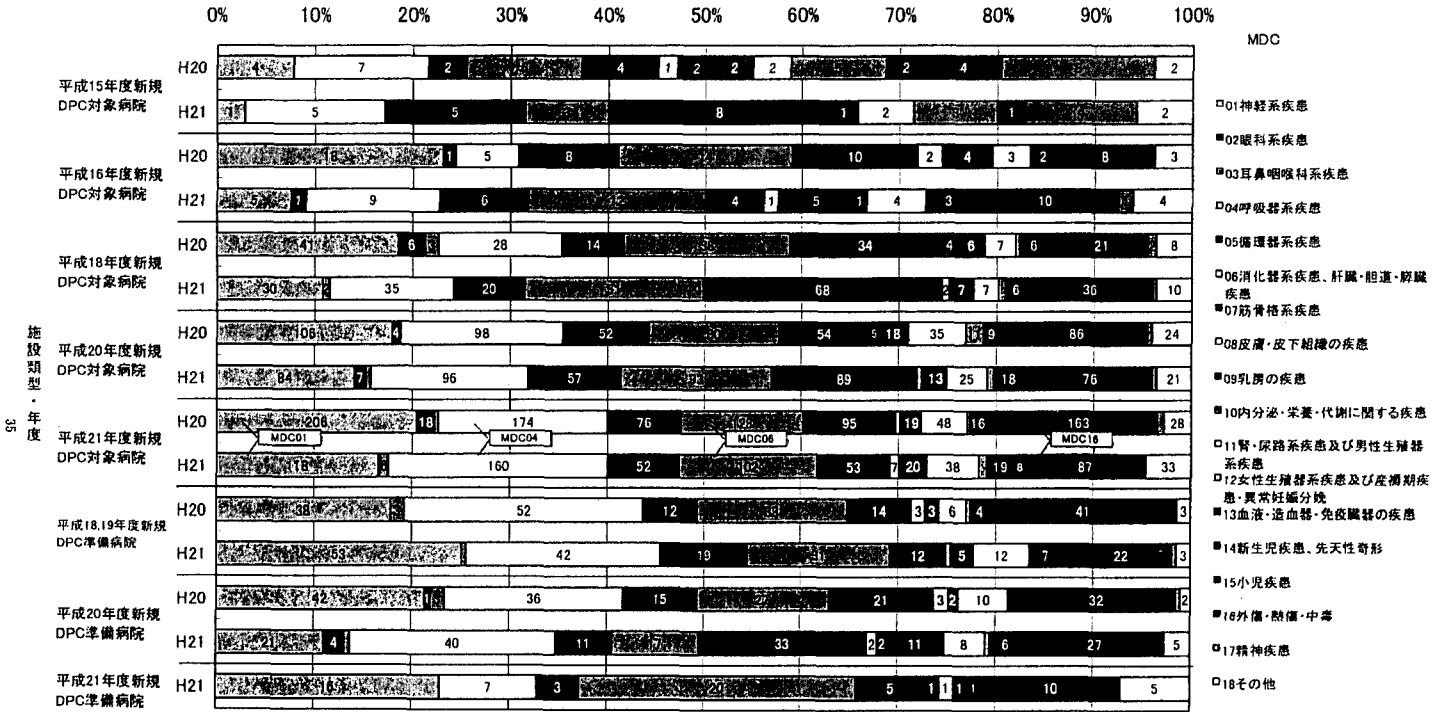 0% 10% 20% 30% 40% 50% 60% 70% 80% 90% 100%
MDC
施設類型・年度
35
平成15年度新規
DPC対象病院
H20 4 7 2 4 1 2 2 2 2 4 2
H21 1 5 5 8 1 2 1 2
平成16年度新規
DPC対象病院
H20 1 5 8 10 2 4 3 2 8 3
H21 5 1 9 6 4 1 5 1 4 3 10 4
平成18年度新規
DPC対象病院
H20 41 6 28 14 34 4 6 7 6 21 8
H21 30 2 35 20 68 2 7 7 6 36 10
平成20年度新規
DPC対象病院
H20 106 4 98 52 54 5 18 35 9 86 24
H21 84 7 96 57 89 13 25 18 76 21
平成21年度新規
DPC対象病院
H20 206 18 174 76 95 19 48 16 163 28
MDC01 MDC04 MDC06 MDC16
H21 118 160 52 102 53 7 20 38 19 8 87 33
平成18,19年度新規
DPC準備病院
H20 38 52 12 14 3 3 6 4 41 3
H21 53 42 19 12 5 12 7 22 3
平成20年度新規
DPC準備病院
H20 42 36 15 27 21 3 2 10 32 2
H21 21 4 40 11 33 2 2 11 8 6 27 5
平成21年度新規
DPC準備病院
H21 16 7 3 20 5 1 1 1 1 10 5
01神経系疾患
02眼科系疾患
03耳鼻咽喉科系疾患
04呼吸器系疾患
05循環器系疾患
06消化器系疾患、肝臓・胆道・膵臓
疾患
07筋骨格系疾患
08皮膚・皮下組織の疾患
09乳房の疾患
10内分泌・栄養・代謝に関する疾患
11腎・尿路系疾患及び男性生殖器
系疾患
12女性生殖器系疾患及び産褥期疾
患・異常妊娠分娩
13血液・造血器・免疫臓器の疾患
14新生児疾患、先天性奇形
15小児疾患
16外傷・熱傷・中毒
17精神疾患
18その他